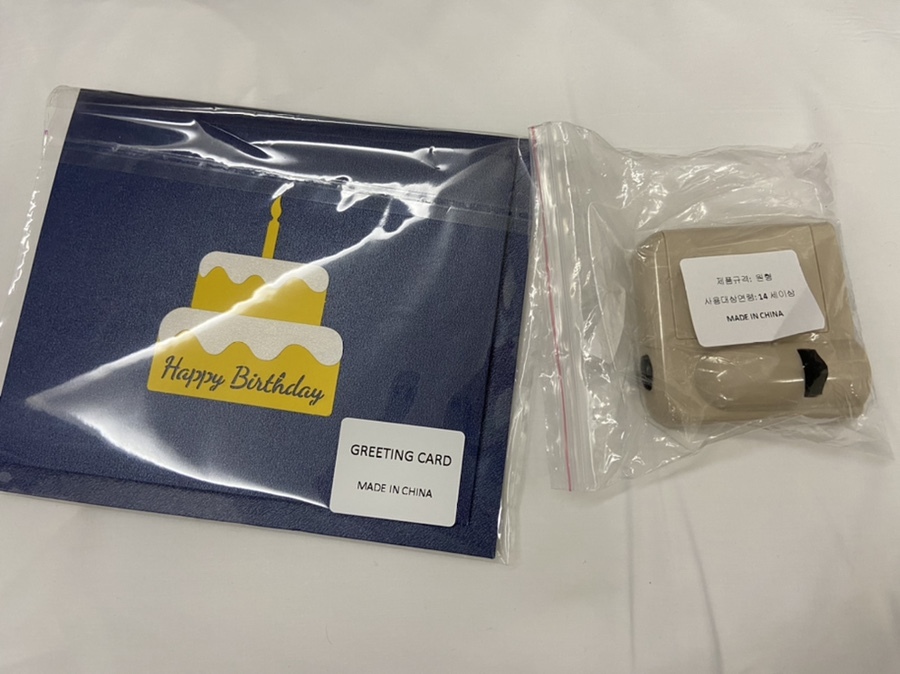 Happy Birthday
GREETING CARD
MADE IN CHINA
제품규격: 돈형
사용대상연령: 14 세이상
MADE IN CHINA